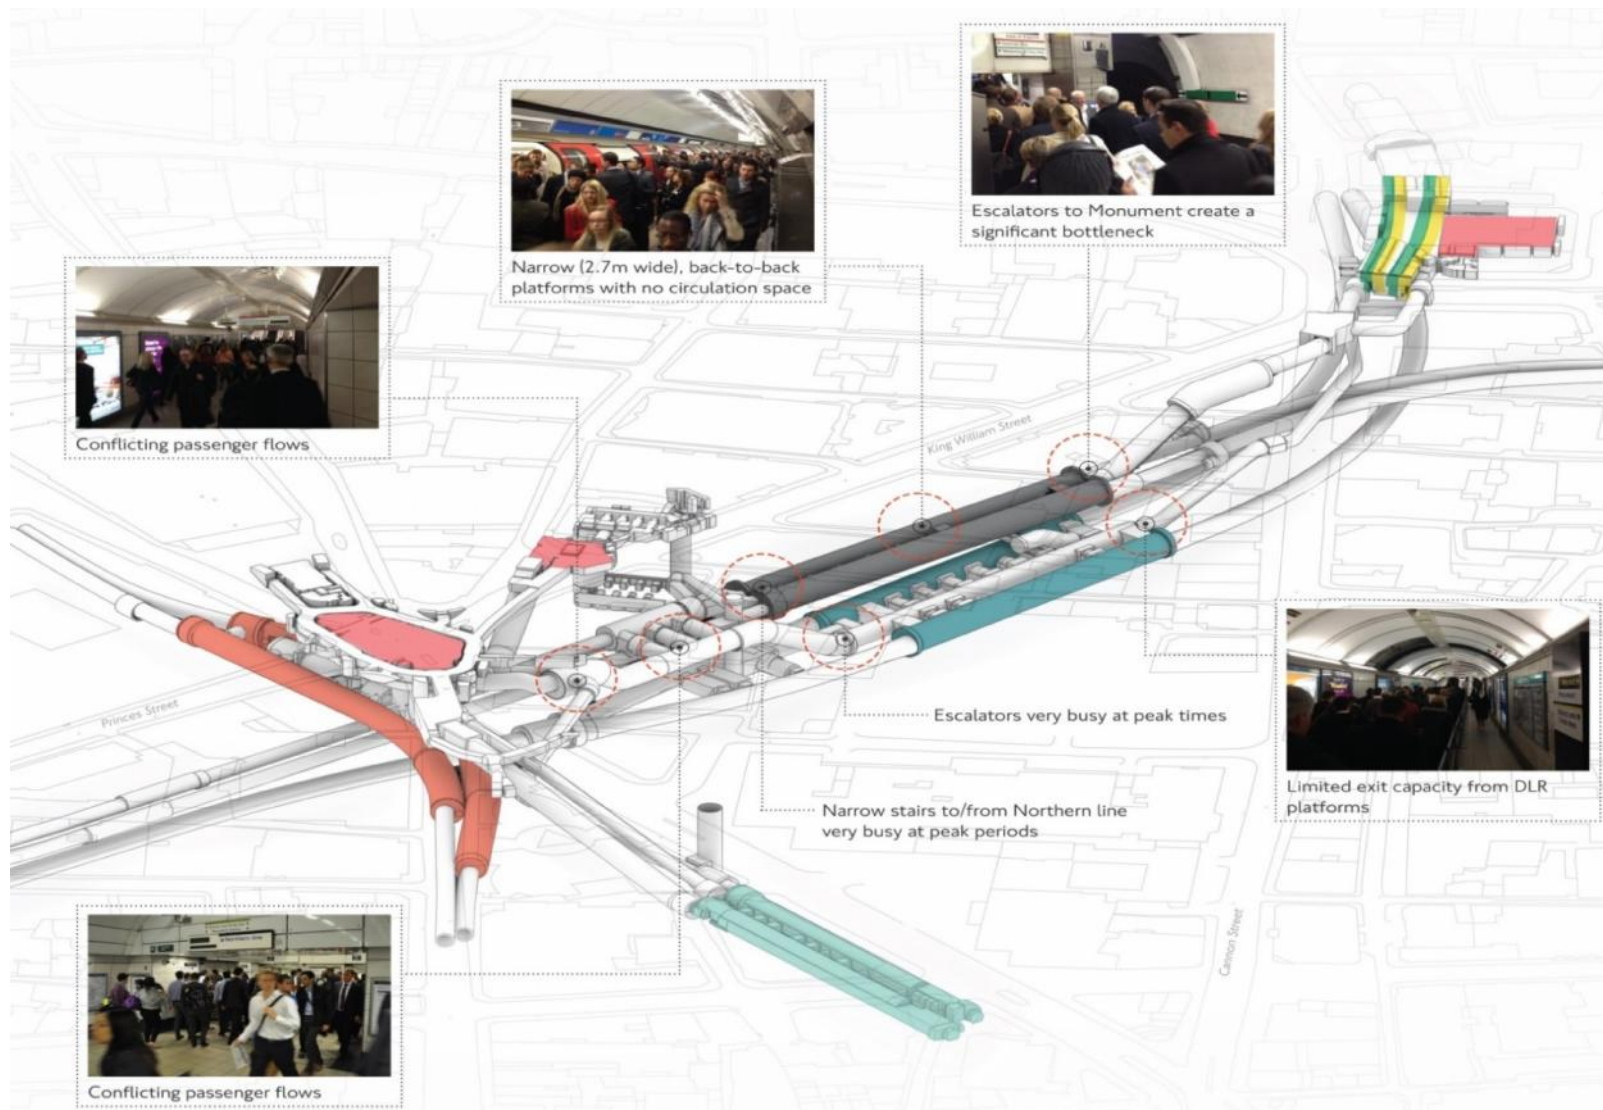 Escalators to Monument create a
significant bottleneck
Narrow (2.7m wide), back-to-back
platforms with no circulation space
Conflicting passenger flows
King William Street
Princes Street
Escalators very busy at peak times
Limited exit capacity from DLR
platforms
Narrow stairs to/from Northern line
very busy at peak periods
Cannon Street
Conflicting passenger flows